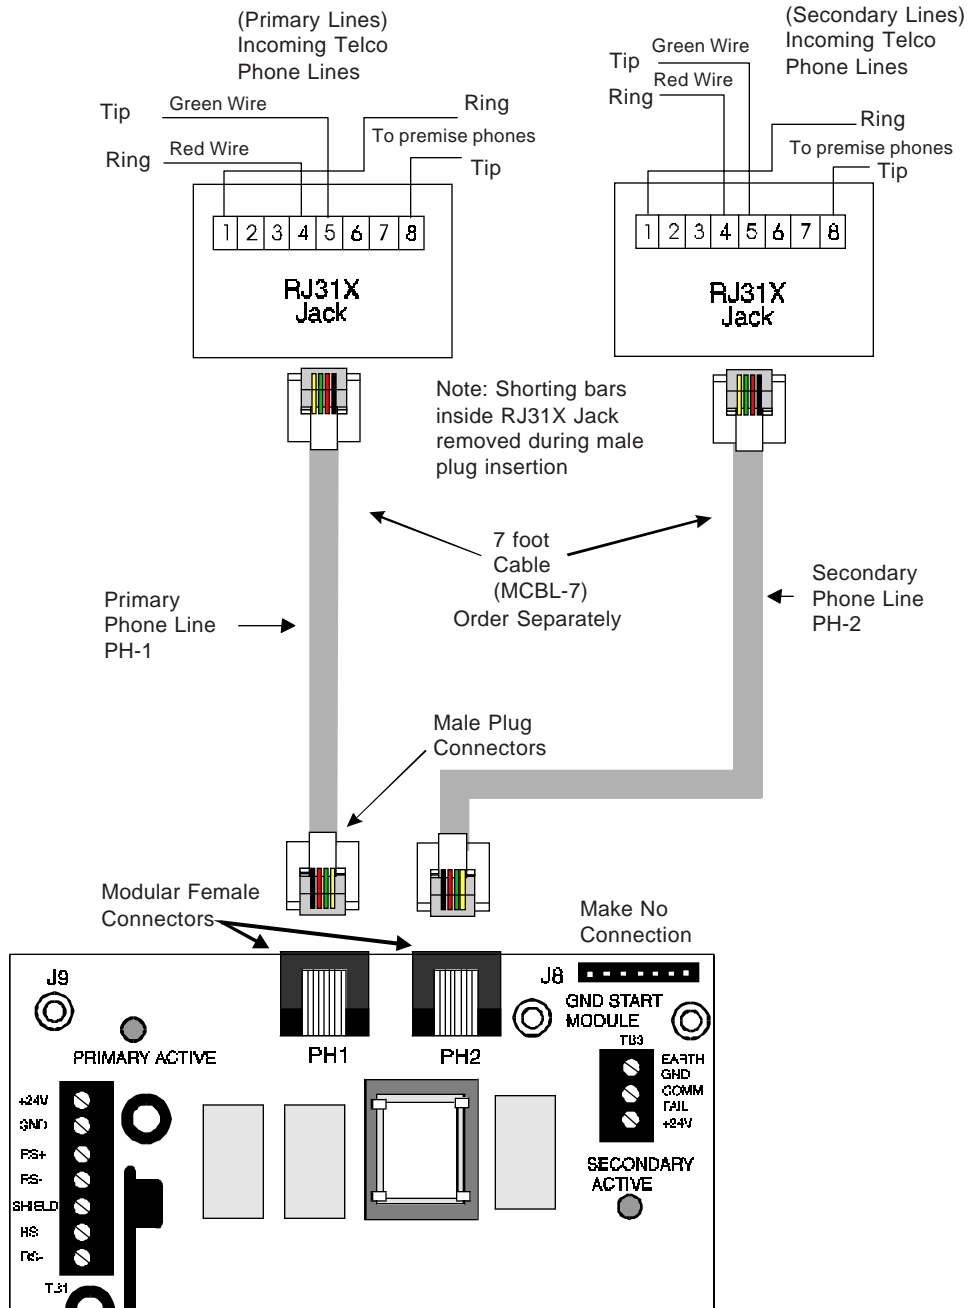 (Primary Lines)
Incoming Telco
Phone Lines
(Secondary Lines)
Incoming Telco
Phone Lines
Tip
Green Wire
Ring
To premise phones
Ring
Red Wire
Tip
Tip
Green Wire
Ring
Red Wire
Ring
To premise phones
Tip
1 2 3 4 5 6 7 8
RJ31X
Jack
1 2 3 4 5 6 7 8
RJ31X
Jack
Note: Shorting bars
inside RJ31X Jack
removed during male
plug insertion
7 foot
Cable
(MCBL-7)
Order Separately
Primary
Phone Line
PH-1
Secondary
Phone Line
PH-2
Male Plug
Connectors
Modular Female
Connectors
Make No
Connection
J9
J8
GND START
MODULE
PRIMARY ACTIVE
PH1
PH2
TB3
EARTH
GND
COMM
FAIL
+24V
SECONDARY
ACTIVE
+24V
GND
RS-
SHIELD
TB1